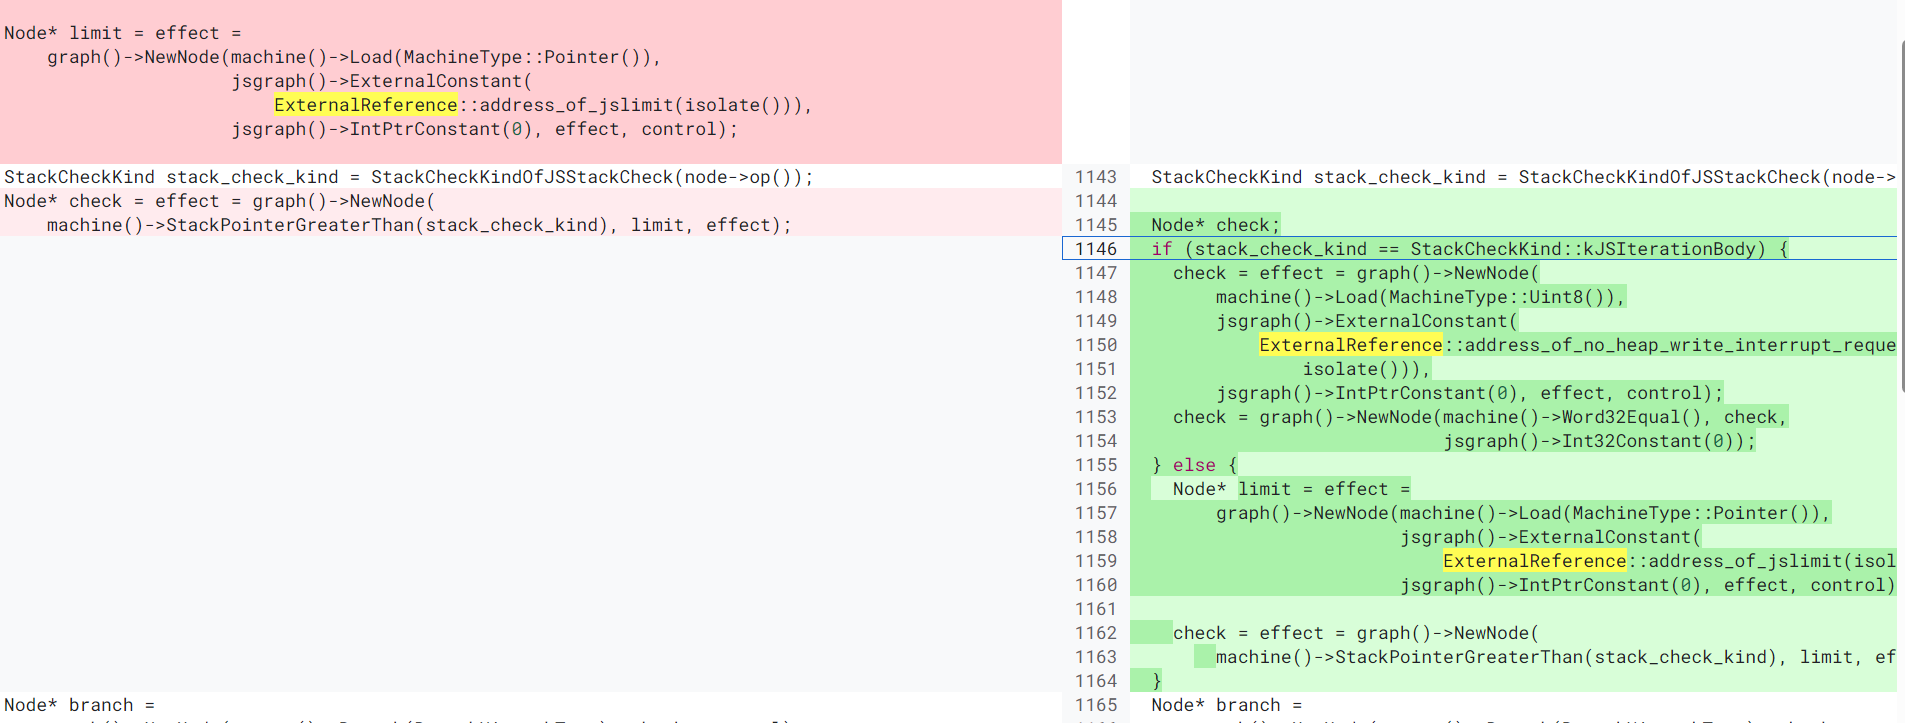 Node* limit = effect =
graph()->NewNode(machine()->Load(MachineType::Pointer()),
jsgraph()->ExternalConstant(
ExternalReference::address_of_jslimit(isolate())),
jsgraph()->IntPtrConstant(0), effect, control);
StackCheckKind stack_check_kind = StackCheckKindOfJSStackCheck(node->op());
Node* check = effect = graph()->NewNode(
machine()->StackPointerGreaterThan(stack_check_kind), limit, effect);
Node* branch =
1143 StackCheckKind stack_check_kind = StackCheckKindOfJSStackCheck(node->
1144
1145 Node* check;
1146 if (stack_check_kind == StackCheckKind::kJSIterationBody) {
1147 check = effect = graph()->NewNode(
1148 machine()->Load(MachineType::Uint8()),
1149 jsgraph()->ExternalConstant(
1150 ExternalReference::address_of_no_heap_write_interrupt_reque
1151 isolate())),
1152 jsgraph()->IntPtrConstant(0), effect, control);
1153 check = graph()->NewNode(machine()->Word32Equal(), check,
1154 jsgraph()->Int32Constant(0));
1155 } else {
1156 Node* limit = effect =
1157 graph()->NewNode(machine()->Load(MachineType::Pointer()),
1158 jsgraph()->ExternalConstant(
1159 ExternalReference::address_of_jslimit(isol
1160 jsgraph()->IntPtrConstant(0), effect, control)
1161
1162 check = effect = graph()->NewNode(
1163 machine()->StackPointerGreaterThan(stack_check_kind), limit, ef
1164 }
1165 Node* branch =